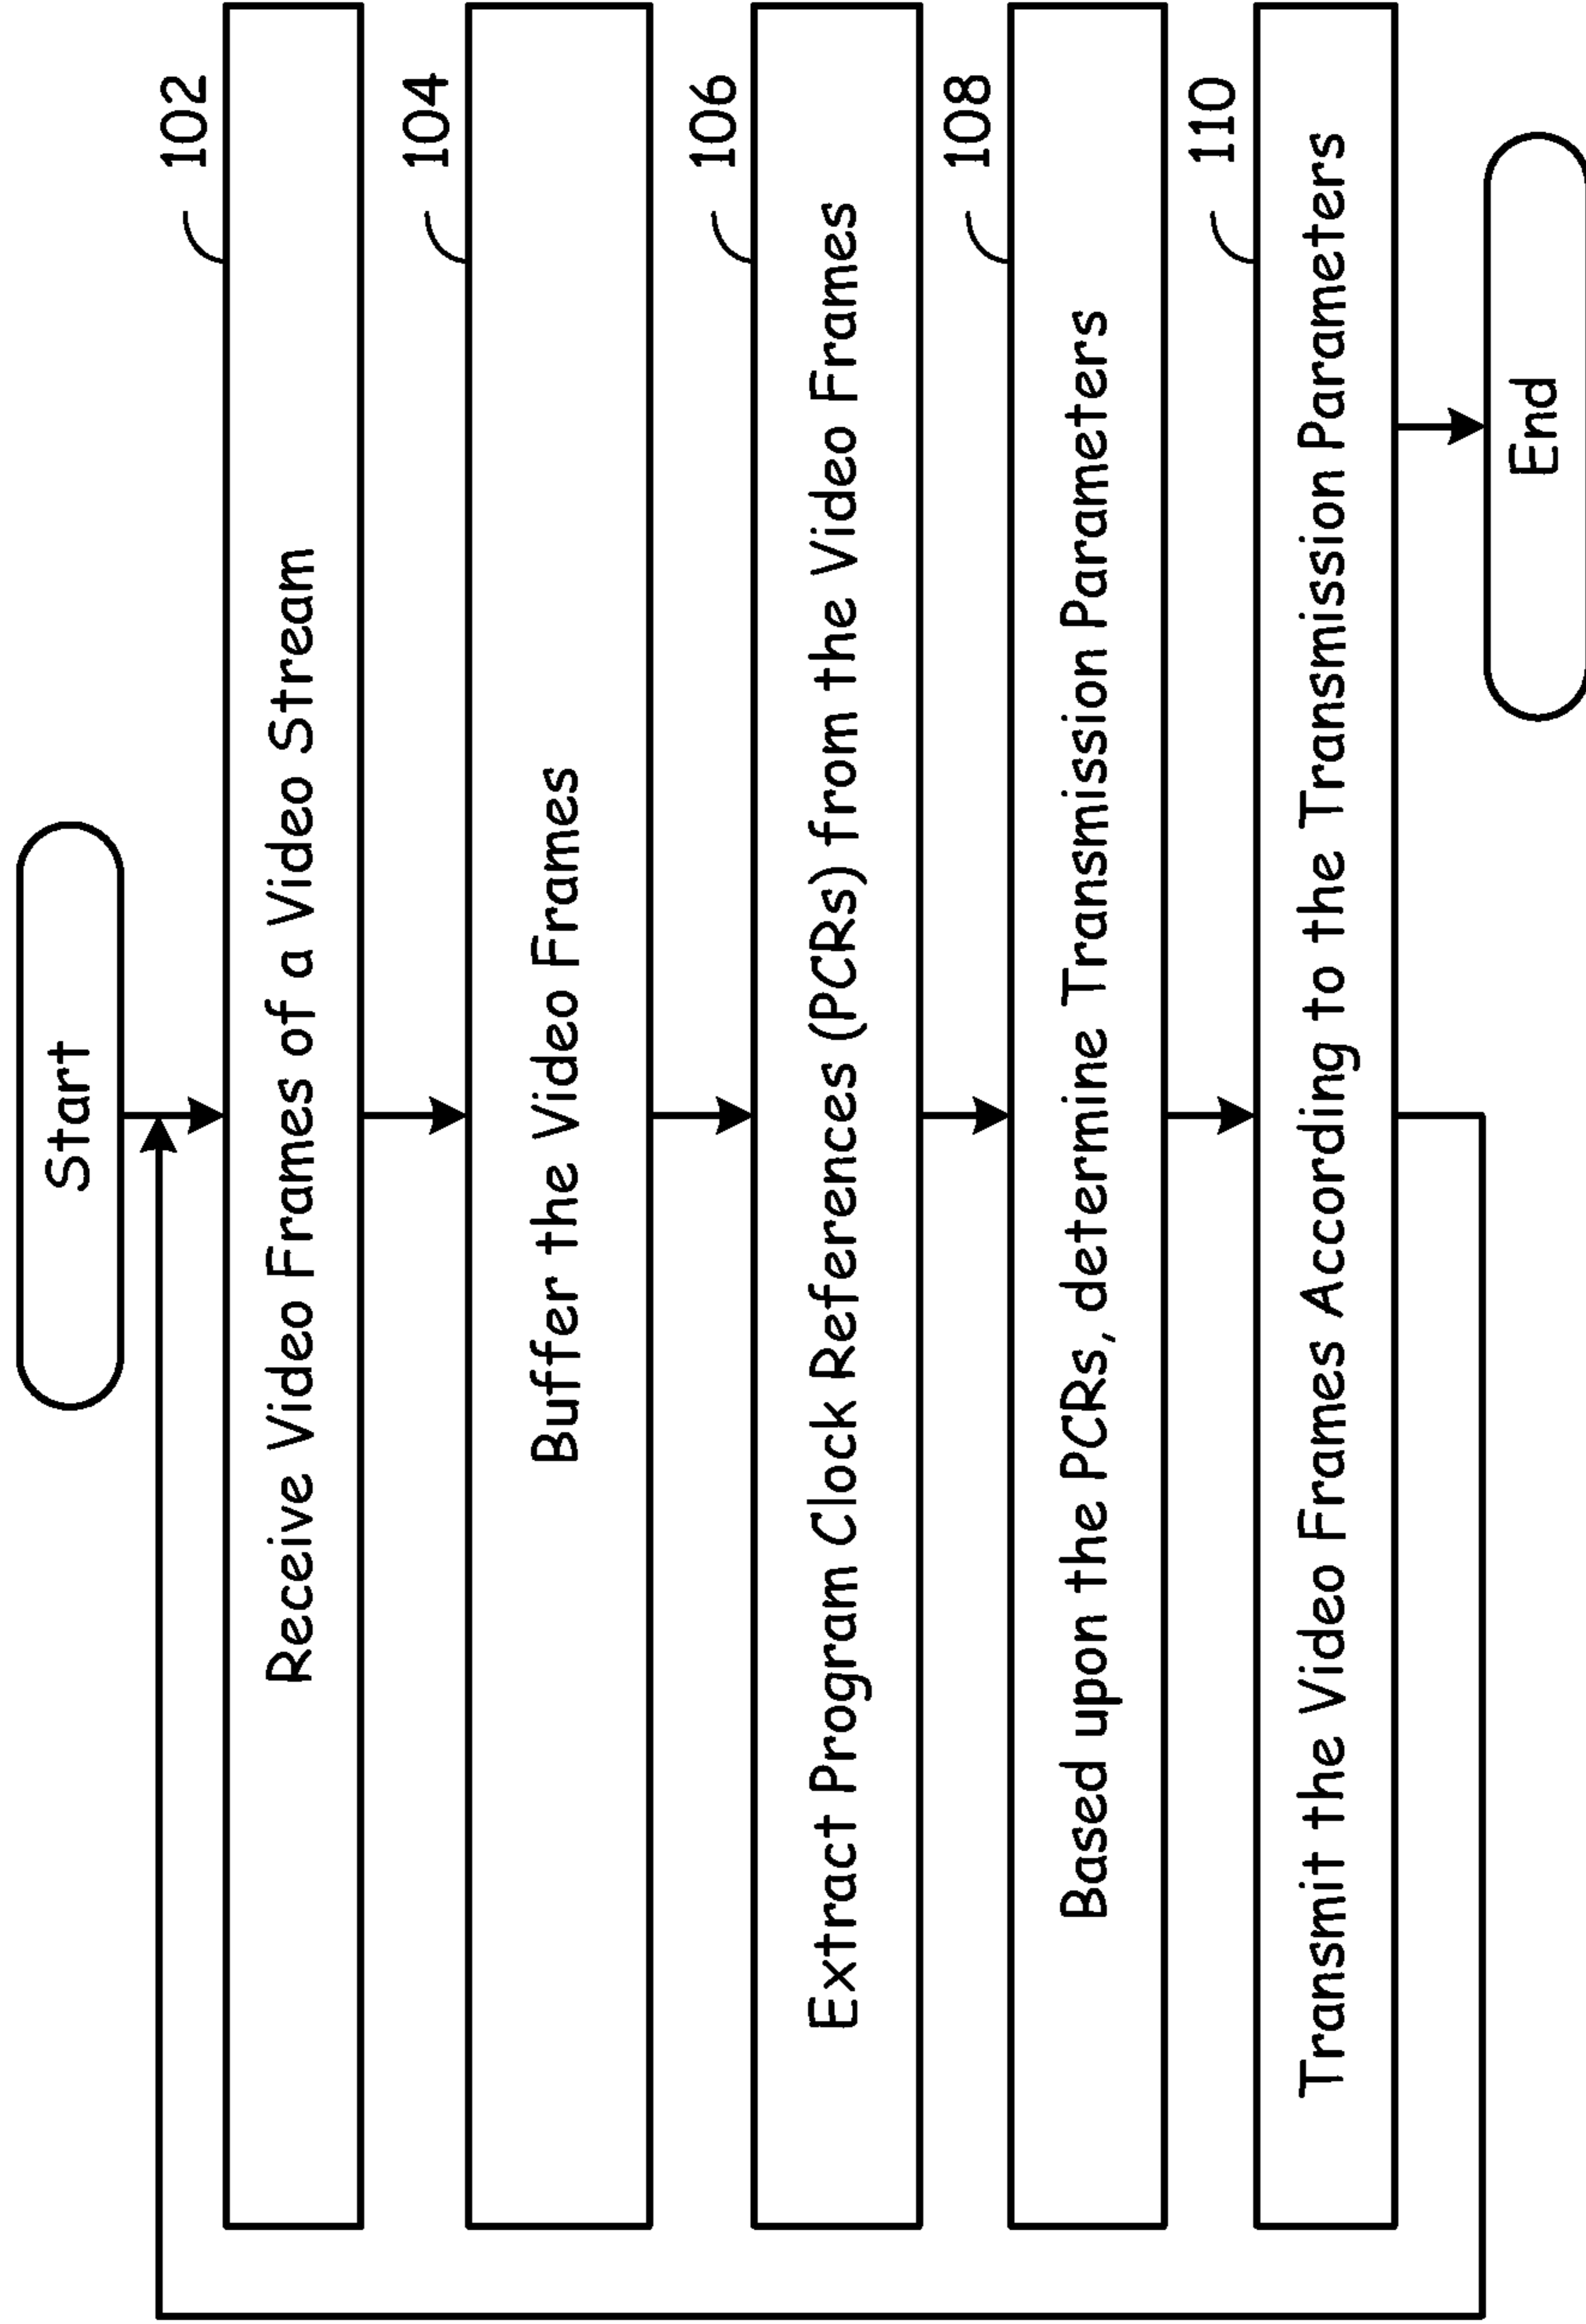 Start
102
Receive Video Frames of a Video Stream
104
Buffer the Video Frames
106
Extract Program Clock References (PCRs) from the Video Frames
108
Based upon the PCRs, determine Transmission Parameters
110
Transmit the Video Frames According to the Transmission Parameters
End